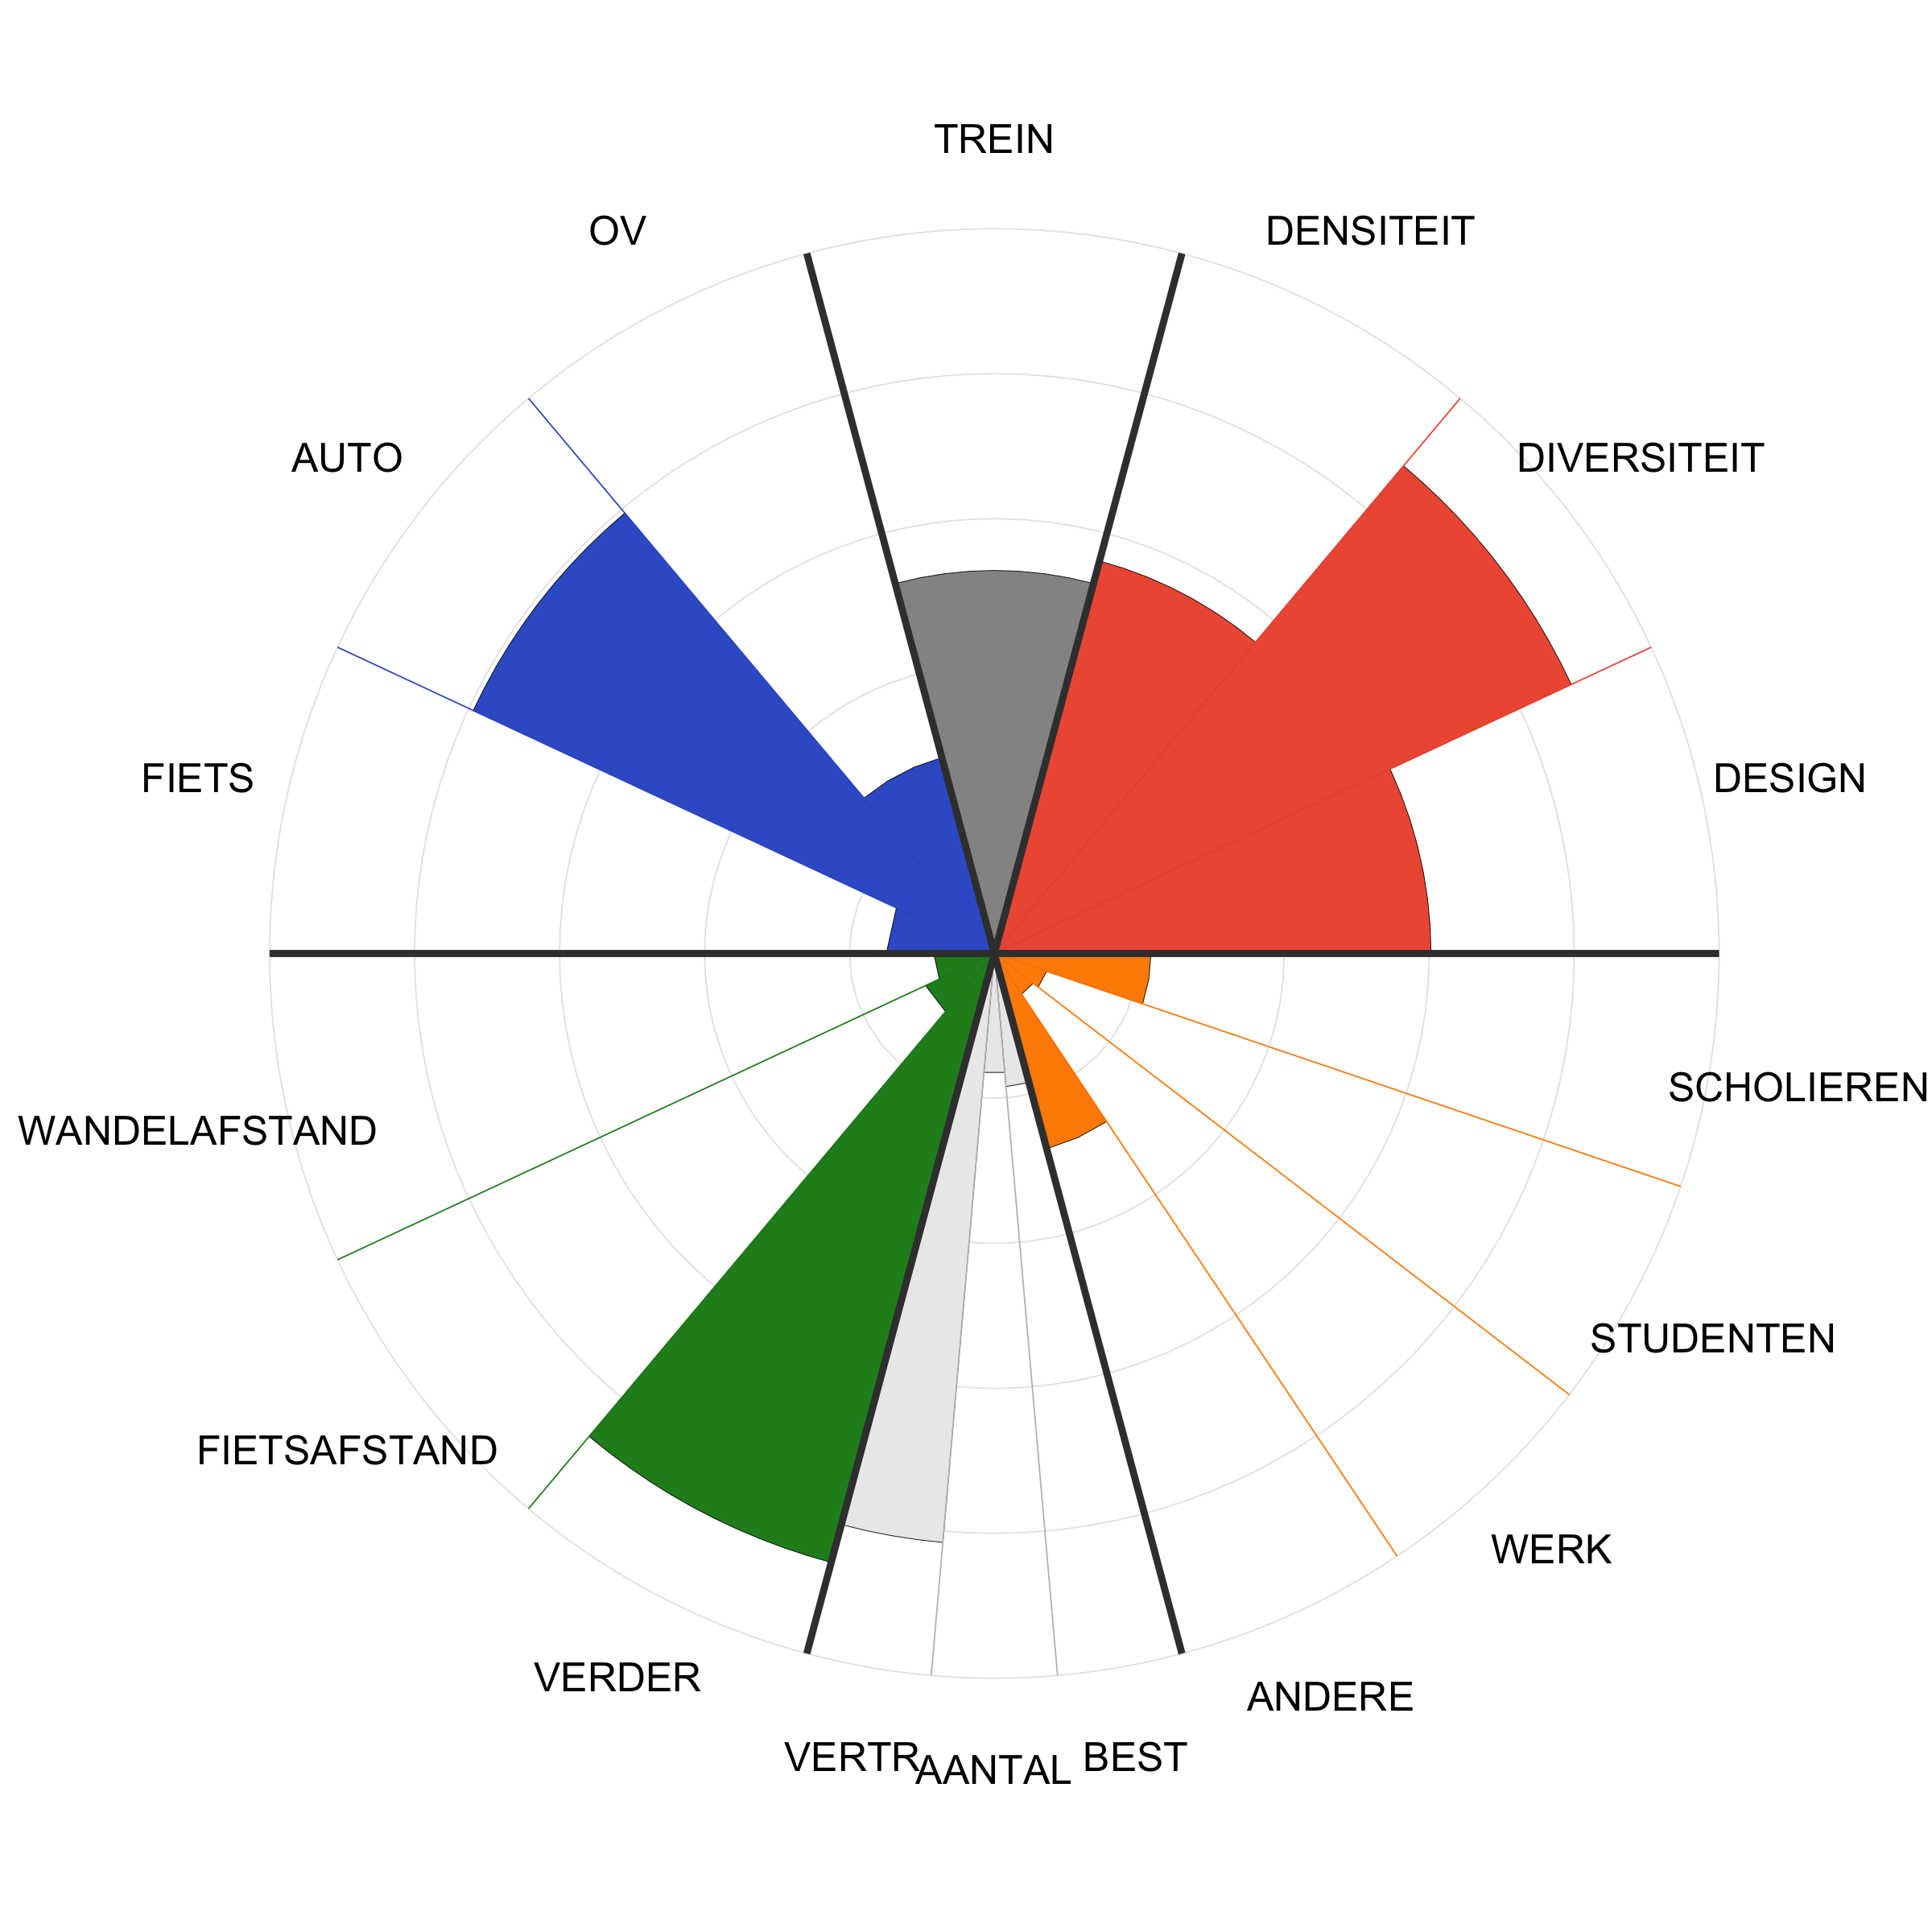 TREIN
OV
DENSITEIT
AUTO
DIVERSITEIT
FIETS
DESIGN
SCHOLIEREN
WANDELAFSTAND
STUDENTEN
FIETSAFSTAND
WERK
VERDER
ANDERE
VERTR
AANTAL
BEST